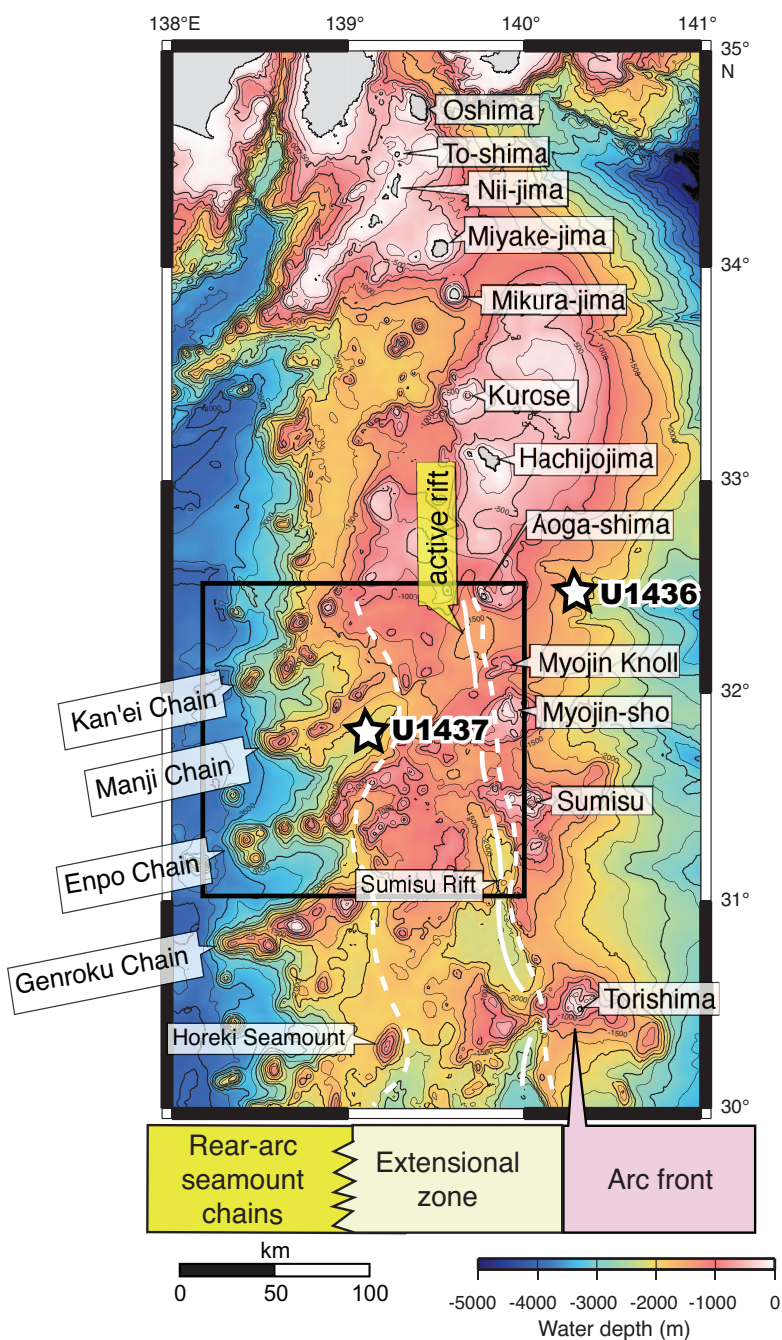 138°E
139°
140°
141°
35°
N
Oshima
To-shima
Nii-jima
Miyake-jima
34°
Mikura-jima
Kurose
Hachijojima
33°
active rift
Aoga-shima
U1436
Myojin Knoll
Kan'ei Chain
32°
Myojin-sho
U1437
Manji Chain
Sumisu
Enpo Chain
Sumisu Rift
31°
Genroku Chain
Torishima
Horeki Seamount
30°
Rear-arc
seamount
chains
Extensional
zone
Arc front
km
0 50 100
-5000 -4000 -3000 -2000 -1000 0
Water depth (m)